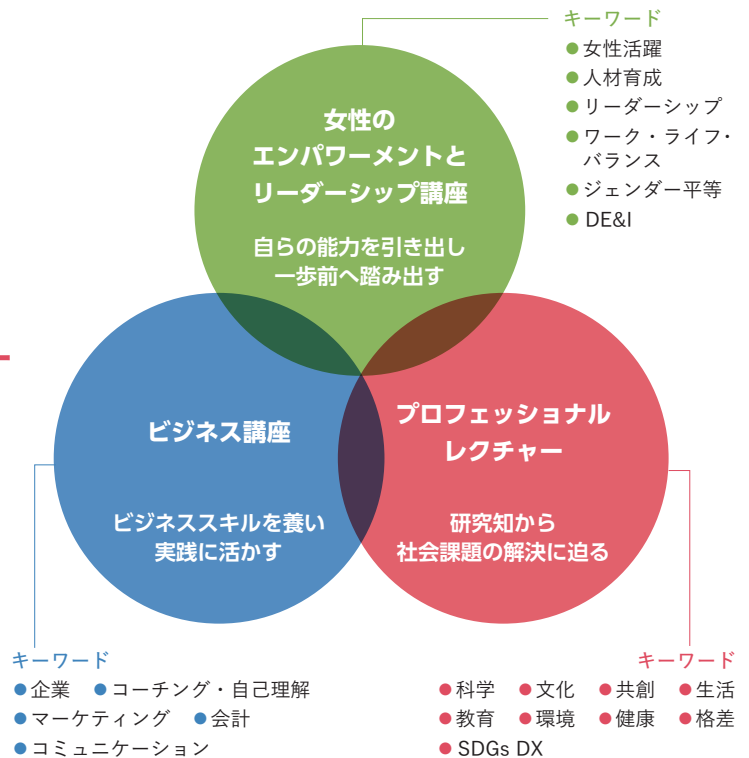 キーワード
●女性活躍
●人材育成
●リーダーシップ
●ワーク・ライフ・
バランス
●ジェンダー平等
● DE&I
女性の
エンパワーメントと
リーダーシップ講座
自らの能力を引き出し
一歩前へ踏み出す
ビジネス講座
ビジネススキルを養い
実践に活かす
プロフェッショナル
レクチャー
研究知から
社会課題の解決に迫る
キーワード
●企業 ●コーチング・自己理解
●マーケティング ●会計
●コミュニケーション
キーワード
●科学 ●文化 ●共創 ●生活
●教育 ●環境 ●健康 ●格差
● SDGs DX